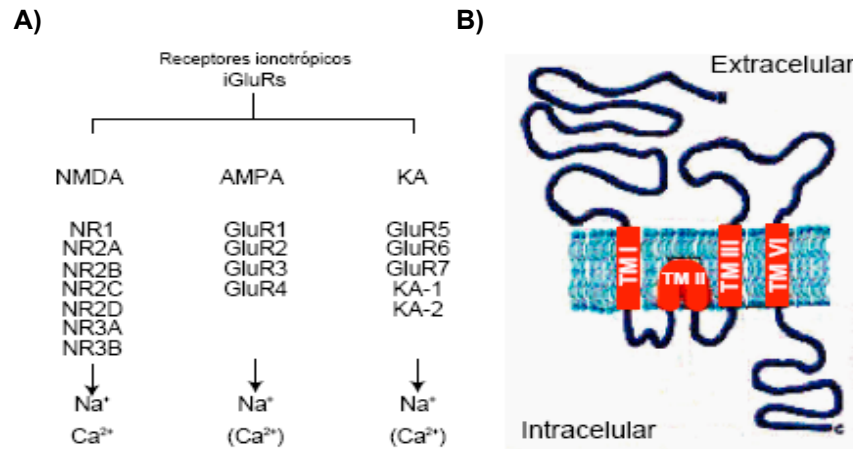 A)
Receptores ionotrópicos
iGluRs
NMDA AMPA KA
NR1 GluR1 GluR5
NR2A GluR2 GluR6
NR2B GluR3 GluR7
NR2C GluR4 KA-1
NR2D KA-2
NR3A
NR3B
Na⁺ Na⁺ Na⁺
Ca²⁺ (Ca²⁺) (Ca²⁺)
B)
Extracelular
N
TM I
TM II
TM III
TM VI
Intracelular
C